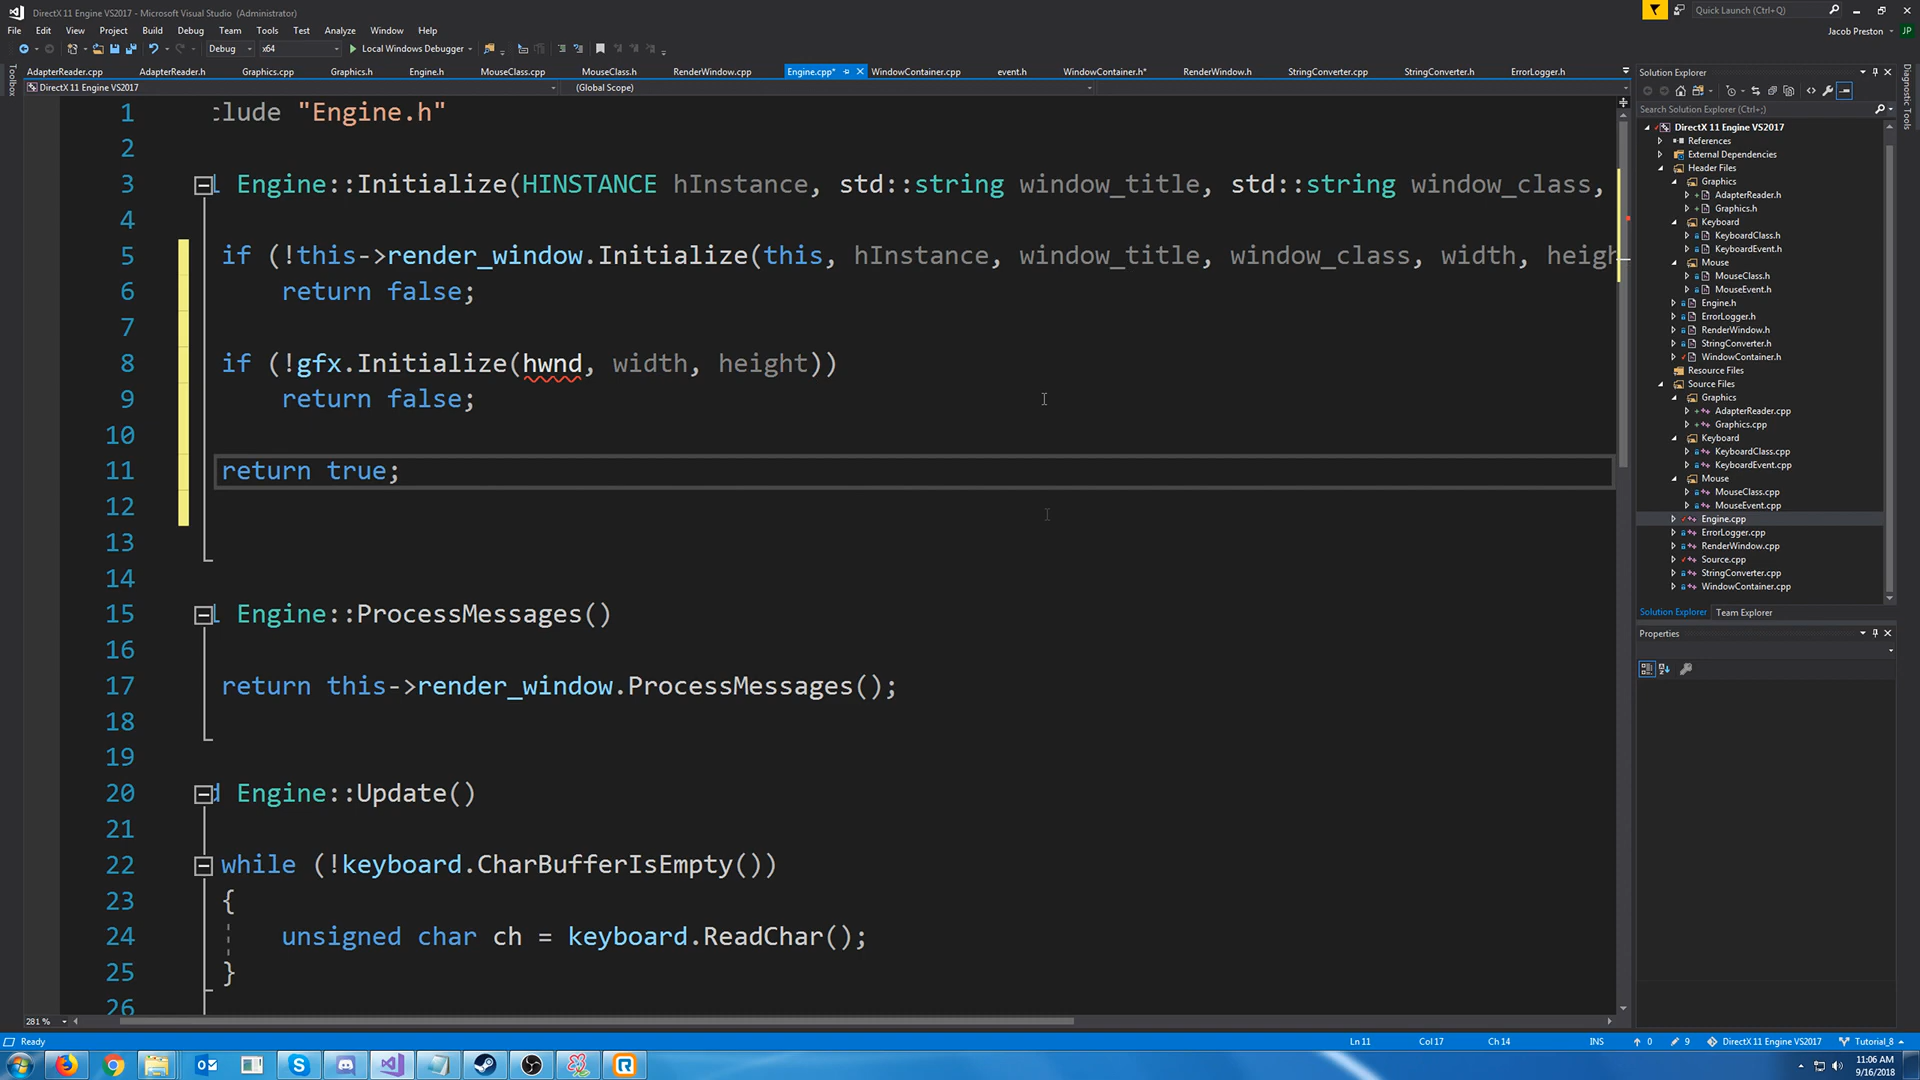 DirectX 11 Engine VS2017 - Microsoft Visual Studio (Administrator)
Quick Launch (Ctrl+Q)
File Edit View Project Build Debug Team Tools Test Analyze Window Help
Jacob Preston JP
Debug x64 Local Windows Debugger
AdapterReader.cpp AdapterReader.h Graphics.cpp Graphics.h Engine.h MouseClass.cpp MouseClass.h RenderWindow.cpp Engine.cpp* WindowContainer.cpp event.h WindowContainer.h* RenderWindow.h StringConverter.cpp StringConverter.h ErrorLogger.h
DirectX 11 Engine VS2017 (Global Scope)
Toolbox
1 clude "Engine.h"
2
3 l Engine::Initialize(HINSTANCE hInstance, std::string window_title, std::string window_class,
4
5 if (!this->render_window.Initialize(this, hInstance, window_title, window_class, width, heigh
6 return false;
7
8 if (!gfx.Initialize(hwnd, width, height))
9 return false;
10
11 return true;
12
13
14
15 l Engine::ProcessMessages()
16
17 return this->render_window.ProcessMessages();
18
19
20 d Engine::Update()
21
22 while (!keyboard.CharBufferIsEmpty())
23 {
24 unsigned char ch = keyboard.ReadChar();
25 }
26
281 %
Solution Explorer
Search Solution Explorer (Ctrl+;)
DirectX 11 Engine VS2017
References
External Dependencies
Header Files
Graphics
AdapterReader.h
Graphics.h
Keyboard
KeyboardClass.h
KeyboardEvent.h
Mouse
MouseClass.h
MouseEvent.h
Engine.h
ErrorLogger.h
RenderWindow.h
StringConverter.h
WindowContainer.h
Resource Files
Source Files
Graphics
AdapterReader.cpp
Graphics.cpp
Keyboard
KeyboardClass.cpp
KeyboardEvent.cpp
Mouse
MouseClass.cpp
MouseEvent.cpp
Engine.cpp
ErrorLogger.cpp
RenderWindow.cpp
Source.cpp
StringConverter.cpp
WindowContainer.cpp
Solution Explorer Team Explorer
Properties
Diagnostic Tools
Ready Ln 11 Col 17 Ch 14 INS 0 9 DirectX 11 Engine VS2017 Tutorial_8
11:06 AM
9/16/2018